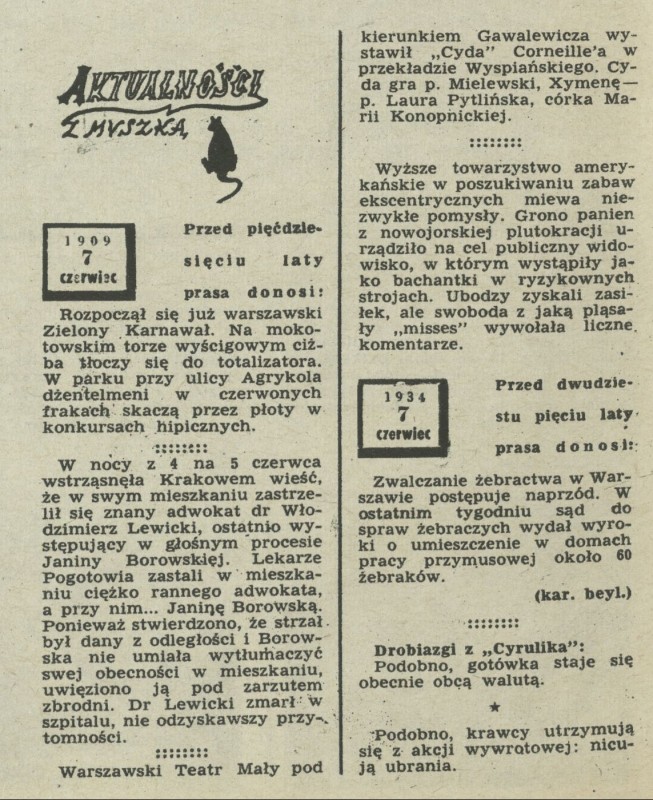 AKTUALNOŚCI
Z MYSZKĄ
1909
7
czerwiec
Przed pięćdzie-
sięciu laty
prasa donosi:
Rozpoczął się już warszawski
Zielony Karnawał. Na moko-
towskim torze wyścigowym ciż-
ba tłoczy się do totalizatora.
W parku przy ulicy Agrykola
dżentelmeni w czerwonych
frakach skaczą przez płoty w
konkursach hipicznych.
W nocy z 4 na 5 czerwca
wstrząsnęła Krakowem wieść,
że w swym mieszkaniu zastrze-
lił się znany adwokat dr Wło-
dzimierz Lewicki, ostatnio wy-
stępujący w głośnym procesie
Janiny Borowskiej. Lekarze
Pogotowia zastali w mieszka-
niu ciężko rannego adwokata,
a przy nim... Janinę Borowską.
Ponieważ stwierdzono, że strzał
był dany z odległości i Borow-
ska nie umiała wytłumaczyć
swej obecności w mieszkaniu,
uwięziono ją pod zarzutem
zbrodni. Dr Lewicki zmarł w
szpitalu, nie odzyskawszy przy-
tomności.
Warszawski Teatr Mały pod
kierunkiem Gawalewicza wy-
stawił „Cyda” Corneille'a w
przekładzie Wyspiańskiego. Cy-
da gra p. Mielewski, Xymenę—
p. Laura Pytlińska, córka Ma-
rii Konopnickiej.
Wyższe towarzystwo amery-
kańskie w poszukiwaniu zabaw
ekscentrycznych miewa nie-
zwykłe pomysły. Grono panien
z nowojorskiej plutokracji u-
rządziło na cel publiczny wido-
wisko, w którym wystąpiły ja-
ko bachantki w ryzykownych
strojach. Ubodzy zyskali zasi-
łek, ale swoboda z jaką pląsa-
ły „misses” wywołała liczne
komentarze.
1934
7
czerwiec
Przed dwudzie-
stu pięciu laty
prasa donosi:
Zwalczanie żebractwa w War-
szawie postępuje naprzód. W
ostatnim tygodniu sąd do
spraw żebraczych wydał wyro-
ki o umieszczenie w domach
pracy przymusowej około 60
żebraków.
(kar. beyl.)
Drobiazgi z „Cyrulika”:
Podobno, gotówka staje się
obecnie obcą walutą.
★
Podobno, krawcy utrzymują
się z akcji wywrotowej: nicu-
ją ubrania.